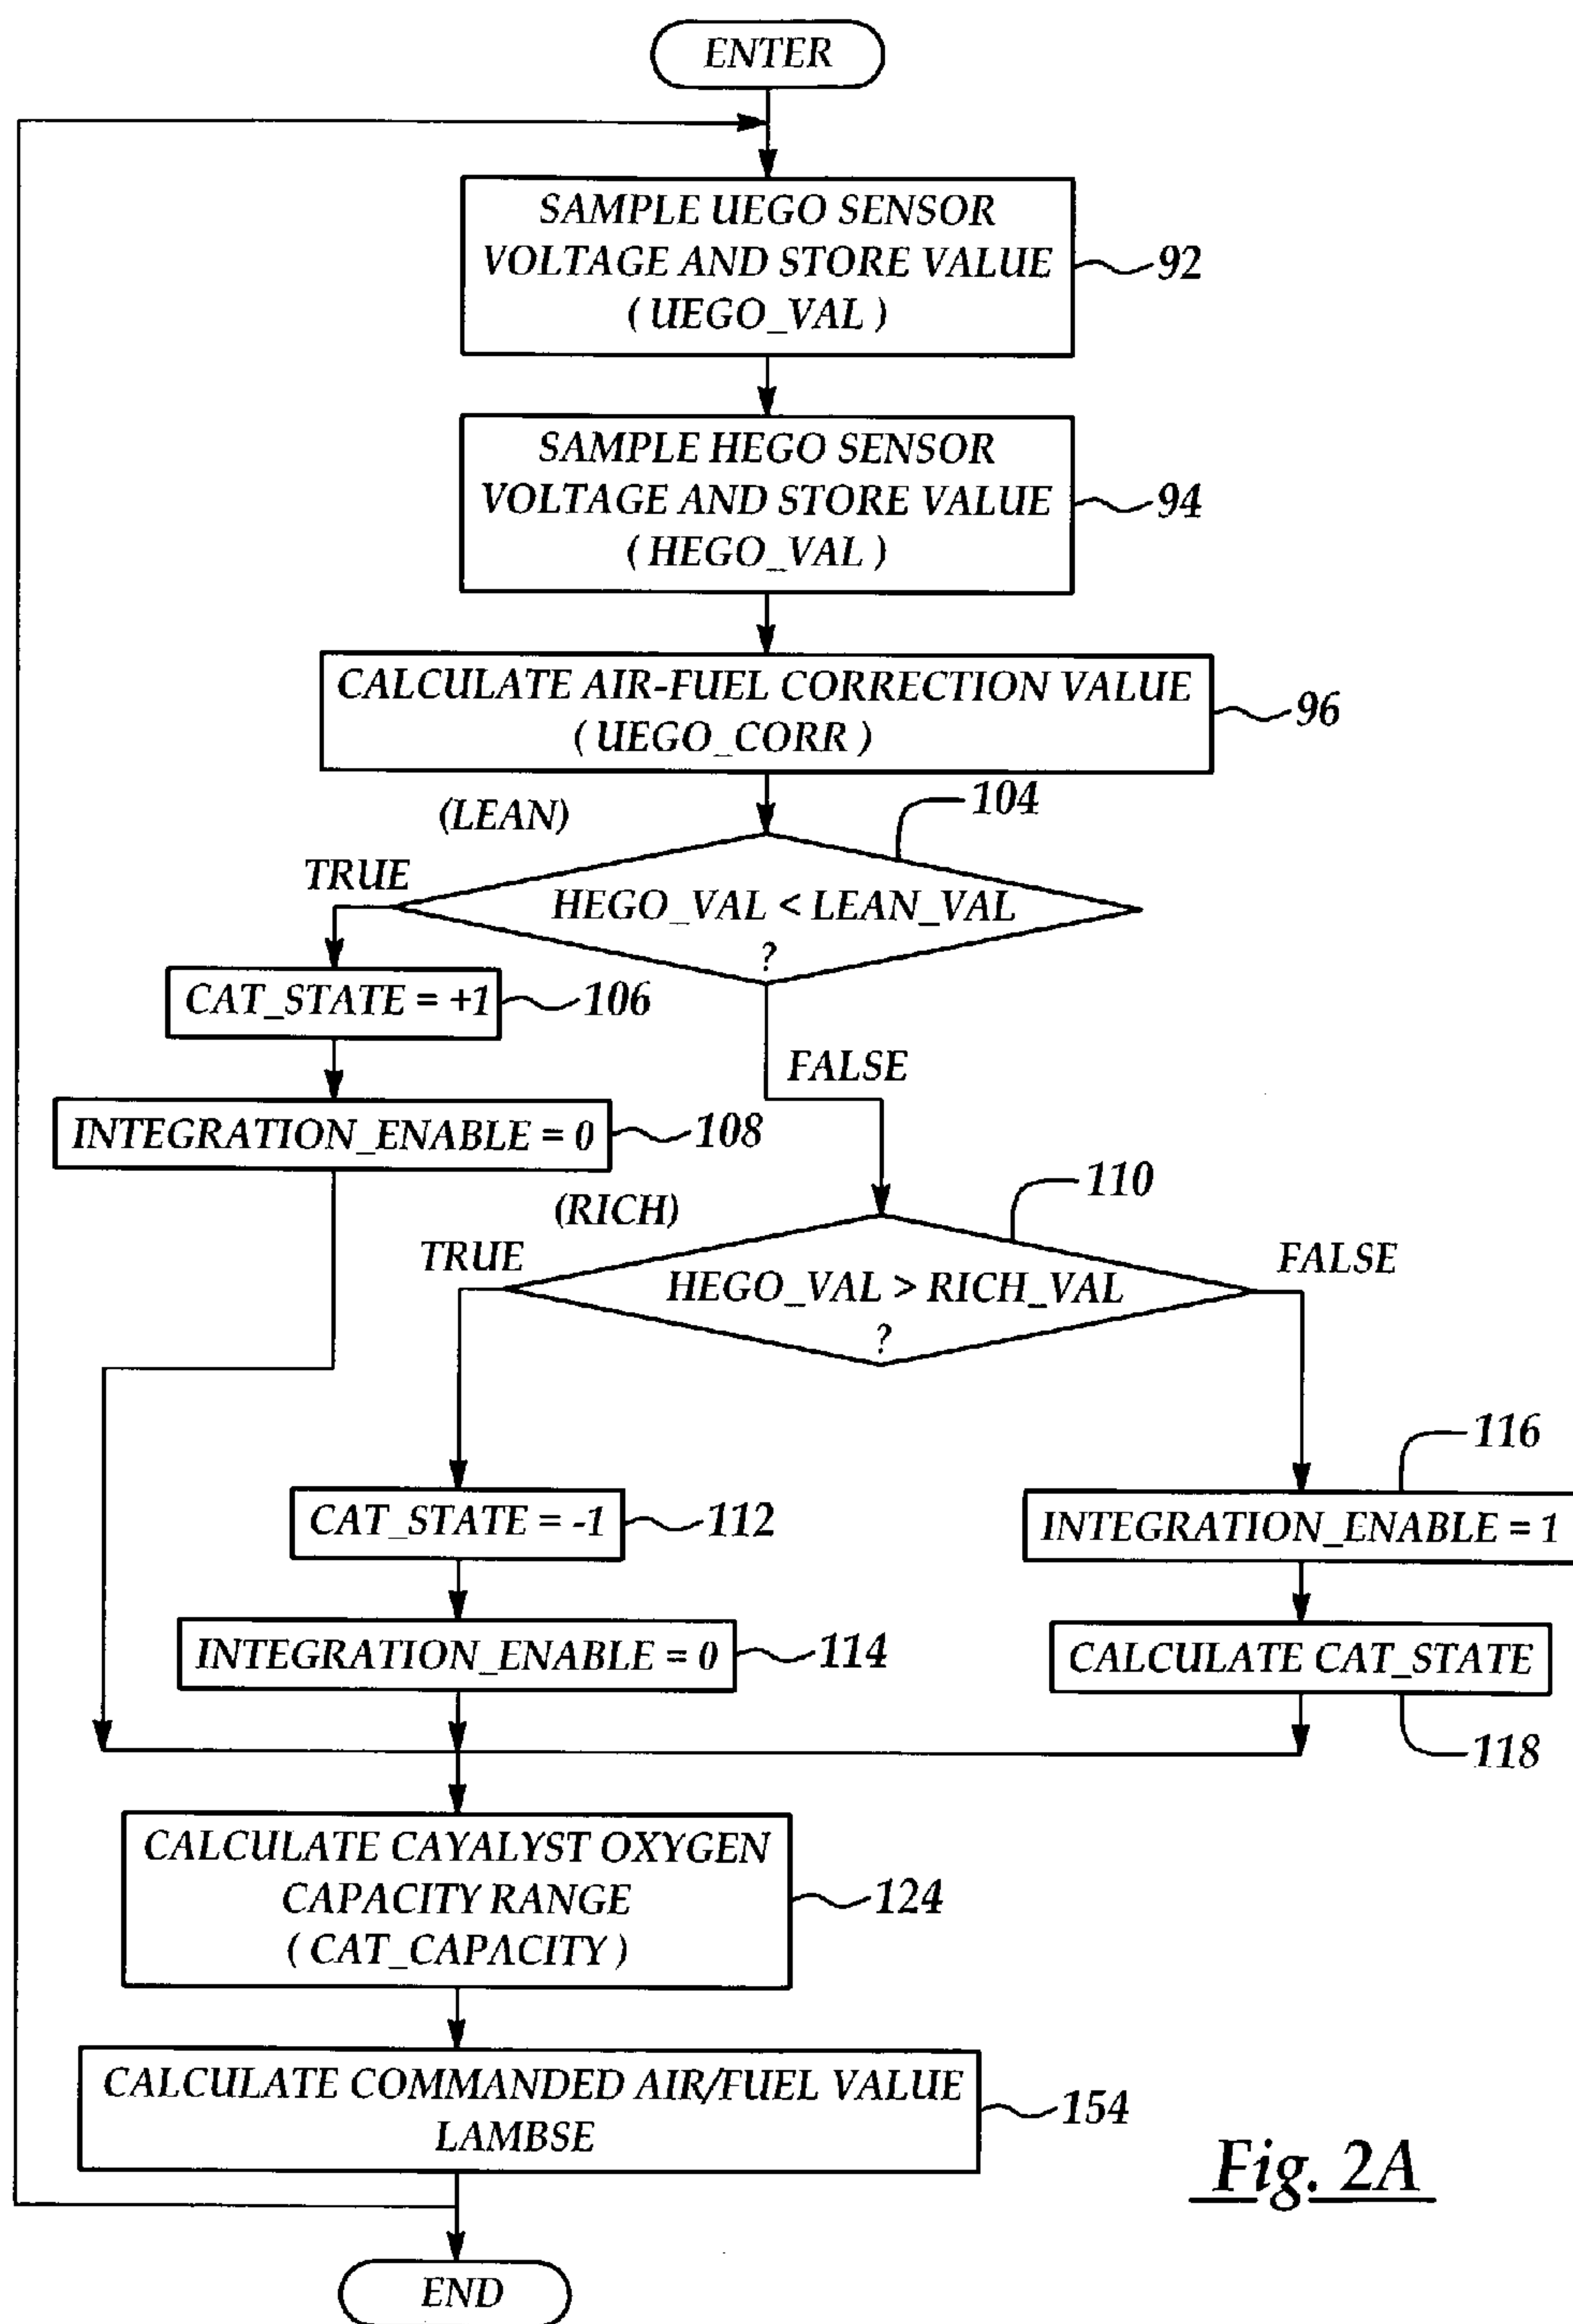 ENTER
SAMPLE UEGO SENSOR
VOLTAGE AND STORE VALUE
( UEGO_VAL )
92
SAMPLE HEGO SENSOR
VOLTAGE AND STORE VALUE
( HEGO_VAL )
94
CALCULATE AIR-FUEL CORRECTION VALUE
( UEGO_CORR )
96
(LEAN)
104
TRUE
HEGO_VAL < LEAN_VAL
?
CAT_STATE = +1
106
FALSE
INTEGRATION_ENABLE = 0
108
(RICH)
110
TRUE
FALSE
HEGO_VAL > RICH_VAL
?
116
CAT_STATE = -1
112
INTEGRATION_ENABLE = 1
INTEGRATION_ENABLE = 0
114
CALCULATE CAT_STATE
118
CALCULATE CAYALYST OXYGEN
CAPACITY RANGE
( CAT_CAPACITY )
124
CALCULATE COMMANDED AIR/FUEL VALUE
LAMBSE
154
Fig. 2A
END